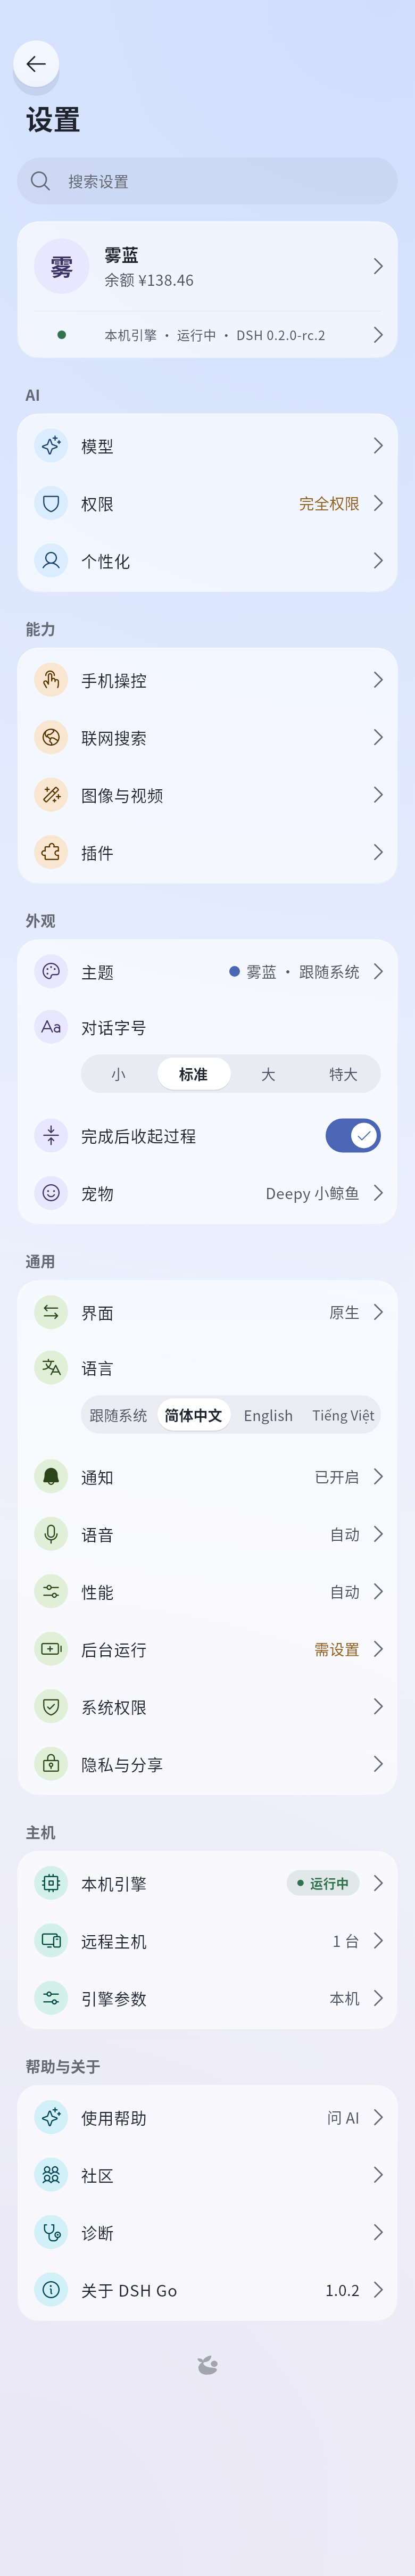 设置
搜索设置
雾
雾蓝
余额 ¥138.46
本机引擎 · 运行中 · DSH 0.2.0-rc.2
AI
模型
权限 完全权限
个性化
能力
手机操控
联网搜索
图像与视频
插件
外观
主题 雾蓝 · 跟随系统
Aa 对话字号
小 标准 大 特大
完成后收起过程
宠物 Deepy 小鲸鱼
通用
界面 原生
语言
跟随系统 简体中文 English Tiếng Việt
通知 已开启
语音 自动
性能 自动
后台运行 需设置
系统权限
隐私与分享
主机
本机引擎 运行中
远程主机 1 台
引擎参数 本机
帮助与关于
使用帮助 问 AI
社区
诊断
关于 DSH Go 1.0.2